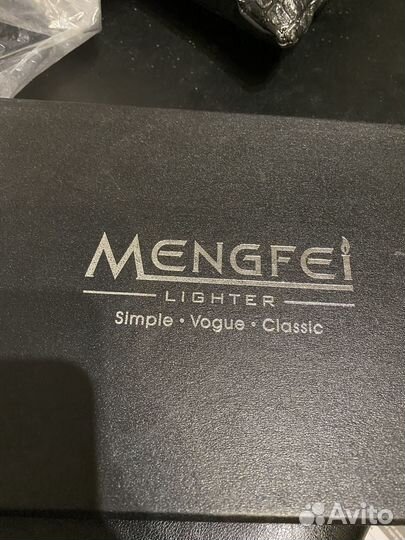 MENGFEi
LIGHTER
Simple • Vogue • Classic
Avito